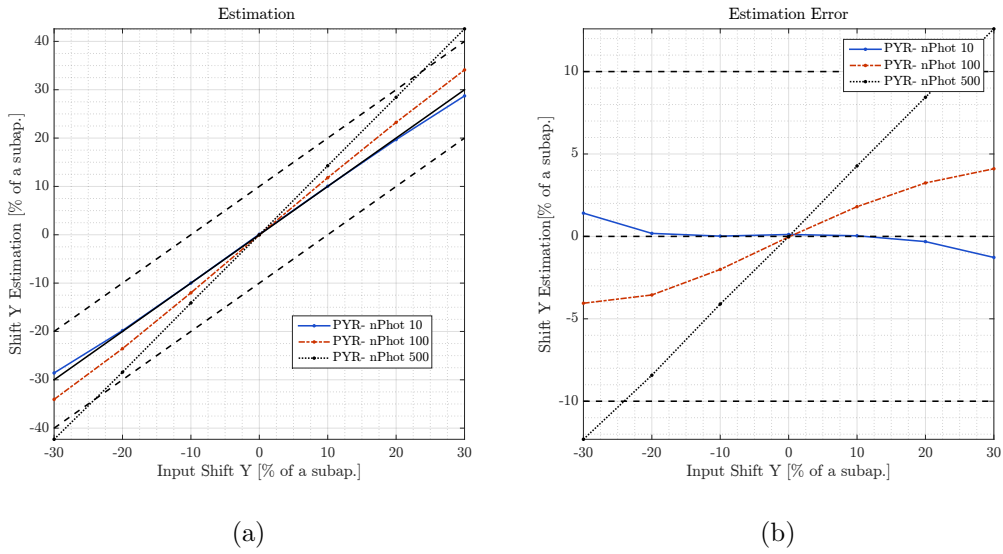 Estimation
40
30
20
10
0
-10
-20
-30
-40
Shift Y Estimation [% of a subap.]
PYR- nPhot 10
PYR- nPhot 100
PYR- nPhot 500
-30 -20 -10 0 10 20 30
Input Shift Y [% of a subap.]
(a)
Estimation Error
10
5
0
-5
-10
Shift Y Estimation[% of a subap.]
PYR- nPhot 10
PYR- nPhot 100
PYR- nPhot 500
-30 -20 -10 0 10 20 30
Input Shift Y [% of a subap.]
(b)